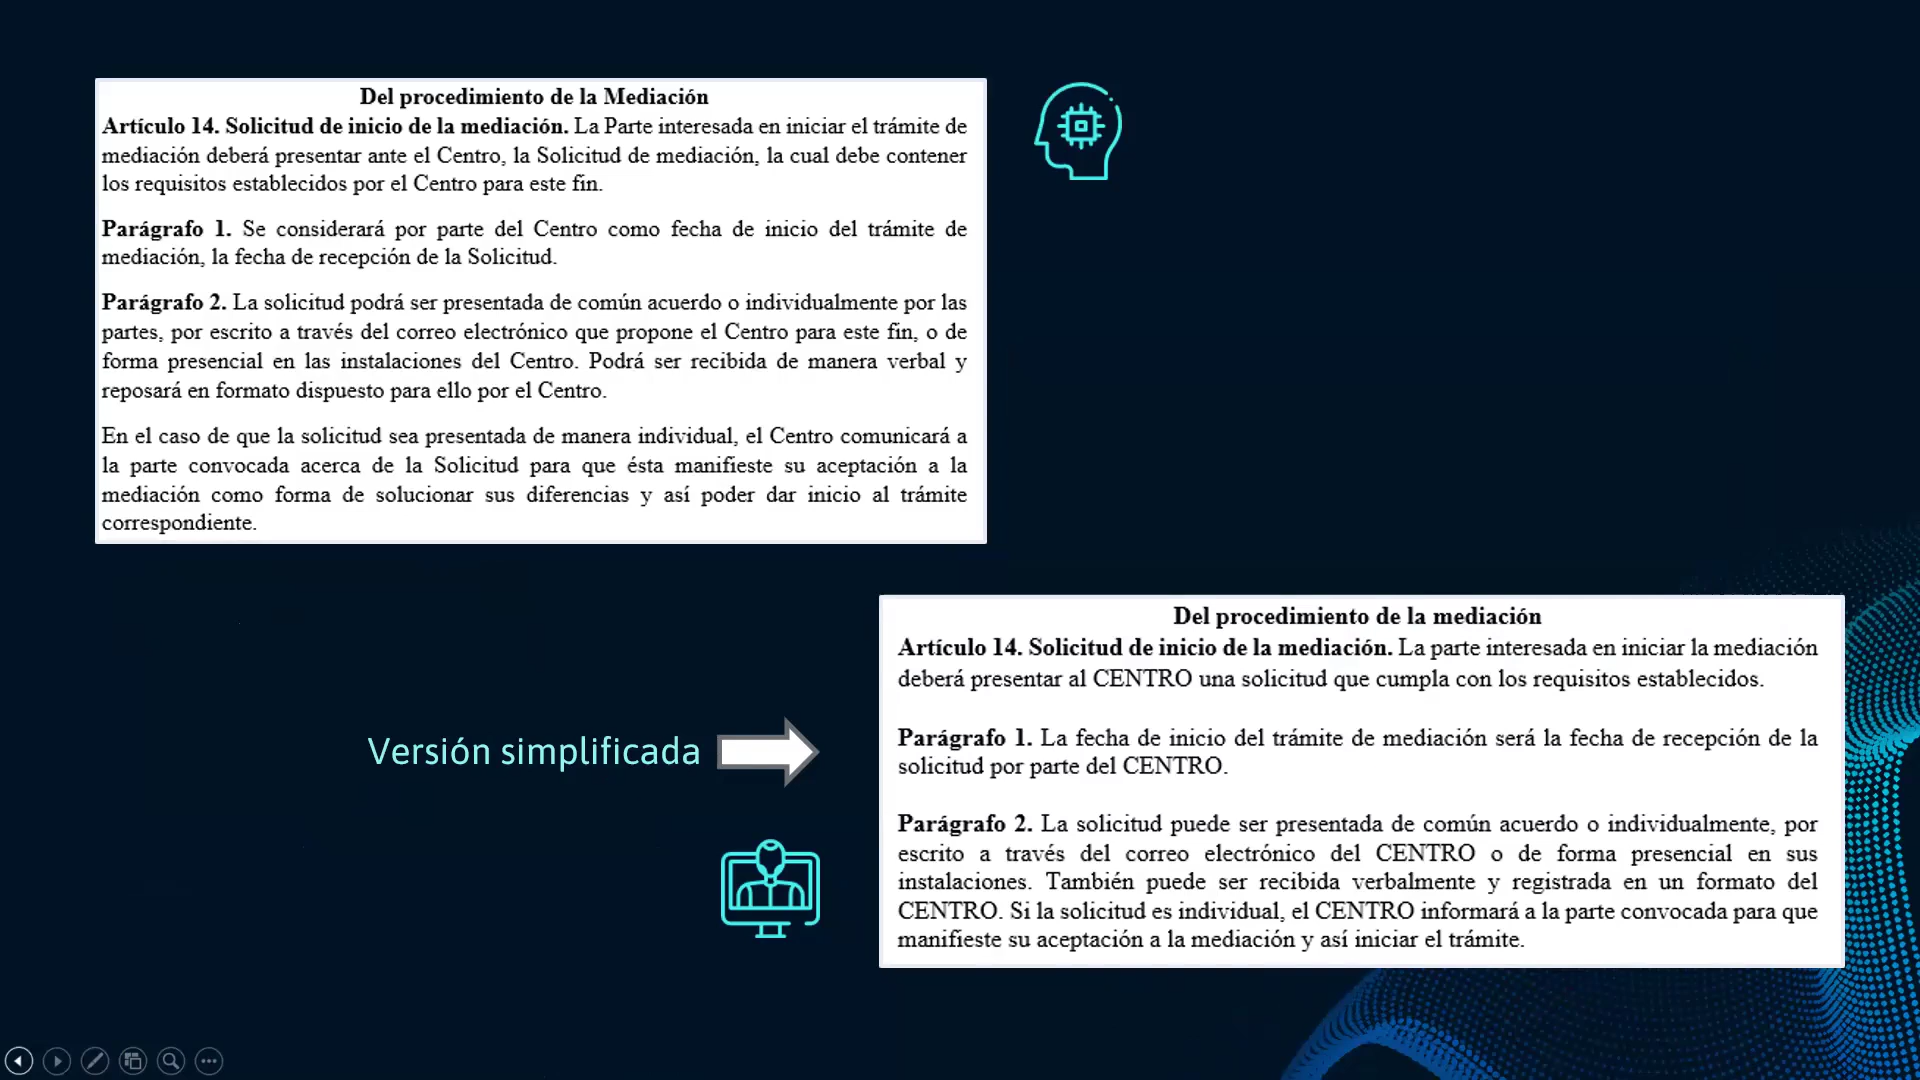 Del procedimiento de la Mediación
Artículo 14. Solicitud de inicio de la mediación. La Parte interesada en iniciar el trámite de
mediación deberá presentar ante el Centro, la Solicitud de mediación, la cual debe contener
los requisitos establecidos por el Centro para este fin.
Parágrafo 1. Se considerará por parte del Centro como fecha de inicio del trámite de
mediación, la fecha de recepción de la Solicitud.
Parágrafo 2. La solicitud podrá ser presentada de común acuerdo o individualmente por las
partes, por escrito a través del correo electrónico que propone el Centro para este fin, o de
forma presencial en las instalaciones del Centro. Podrá ser recibida de manera verbal y
reposará en formato dispuesto para ello por el Centro.
En el caso de que la solicitud sea presentada de manera individual, el Centro comunicará a
la parte convocada acerca de la Solicitud para que ésta manifieste su aceptación a la
mediación como forma de solucionar sus diferencias y así poder dar inicio al trámite
correspondiente.
Versión simplificada
Del procedimiento de la mediación
Artículo 14. Solicitud de inicio de la mediación. La parte interesada en iniciar la mediación
deberá presentar al CENTRO una solicitud que cumpla con los requisitos establecidos.
Parágrafo 1. La fecha de inicio del trámite de mediación será la fecha de recepción de la
solicitud por parte del CENTRO.
Parágrafo 2. La solicitud puede ser presentada de común acuerdo o individualmente, por
escrito a través del correo electrónico del CENTRO o de forma presencial en sus
instalaciones. También puede ser recibida verbalmente y registrada en un formato del
CENTRO. Si la solicitud es individual, el CENTRO informará a la parte convocada para que
manifieste su aceptación a la mediación y así iniciar el trámite.